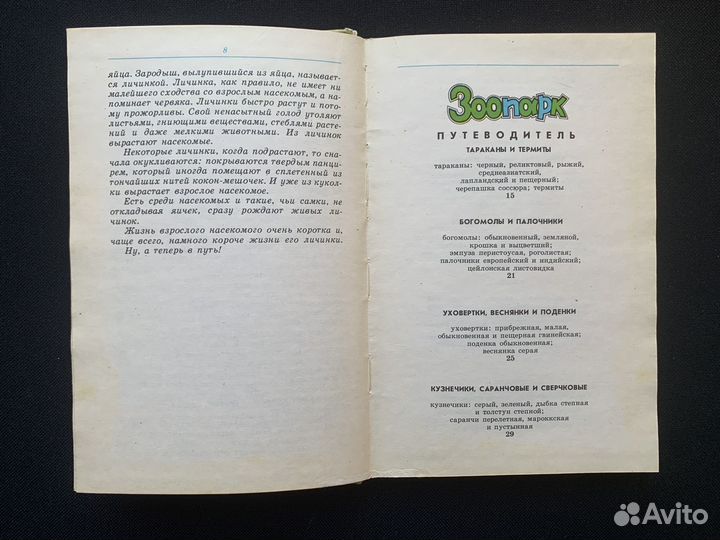 8
яйца. Зародыш, вылупившийся из яйца, называет-
ся личинкой. Личинка, как правило, не имеет ни
малейшего сходства со взрослым насекомым, а на-
поминает червяка. Личинки быстро растут и пото-
му прожорливы. Свой ненасытный голод утоляют
листьями, гниющими веществами, стеблями расте-
ний и даже мелкими животными. Из личинок
вырастают насекомые.
Некоторые личинки, когда подрастают, то сна-
чала окукливаются: покрываются твердым панци-
рем, который иногда помещают в сплетенный из
тончайших нитей кокон-мешочек. И уже из кукол-
ки вырастает взрослое насекомое.
Есть среди насекомых и такие, чьи самки, не
откладывая яичек, сразу рождают живых ли-
чинок.
Жизнь взрослого насекомого очень коротка и,
чаще всего, намного короче жизни его личинки.
Ну, а теперь в путь!
Зоопарк
ПУТЕВОДИТЕЛЬ
ТАРАКАНЫ И ТЕРМИТЫ
тараканы: черный, реликтовый, рыжий,
среднеазиатский,
лапландский и пещерный;
черепашка соссюра; термиты
15
БОГОМОЛЫ И ПАЛОЧНИКИ
богомолы: обыкновенный, земляной,
крошка и выцветший;
эмпуза перистоусая, рогатистая;
палочники европейский и индийский;
цейлонская листовидка
21
УХОВЕРТКИ, ВЕСНЯНКИ И ПОДЕНКИ
уховертки: прибрежная, малая,
обыкновенная и пещерная гвинейская;
поденка обыкновенная;
веснянка серая
25
КУЗНЕЧИКИ, САРАНЧОВЫЕ И СВЕРЧКОВЫЕ
кузнечики: серый, зеленый, дыбка степная
и толстун степной;
саранчи перелетная, мароккская
и пустынная
29
Avito